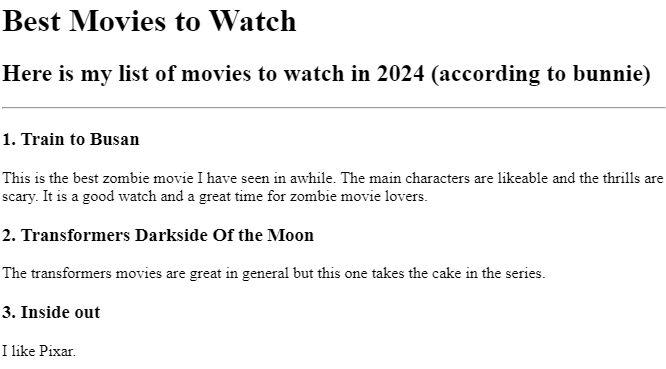 Best Movies to Watch
Here is my list of movies to watch in 2024 (according to bunnie)
1. Train to Busan
This is the best zombie movie I have seen in awhile. The main characters are likeable and the thrills are
scary. It is a good watch and a great time for zombie movie lovers.
2. Transformers Darkside Of the Moon
The transformers movies are great in general but this one takes the cake in the series.
3. Inside out
I like Pixar.